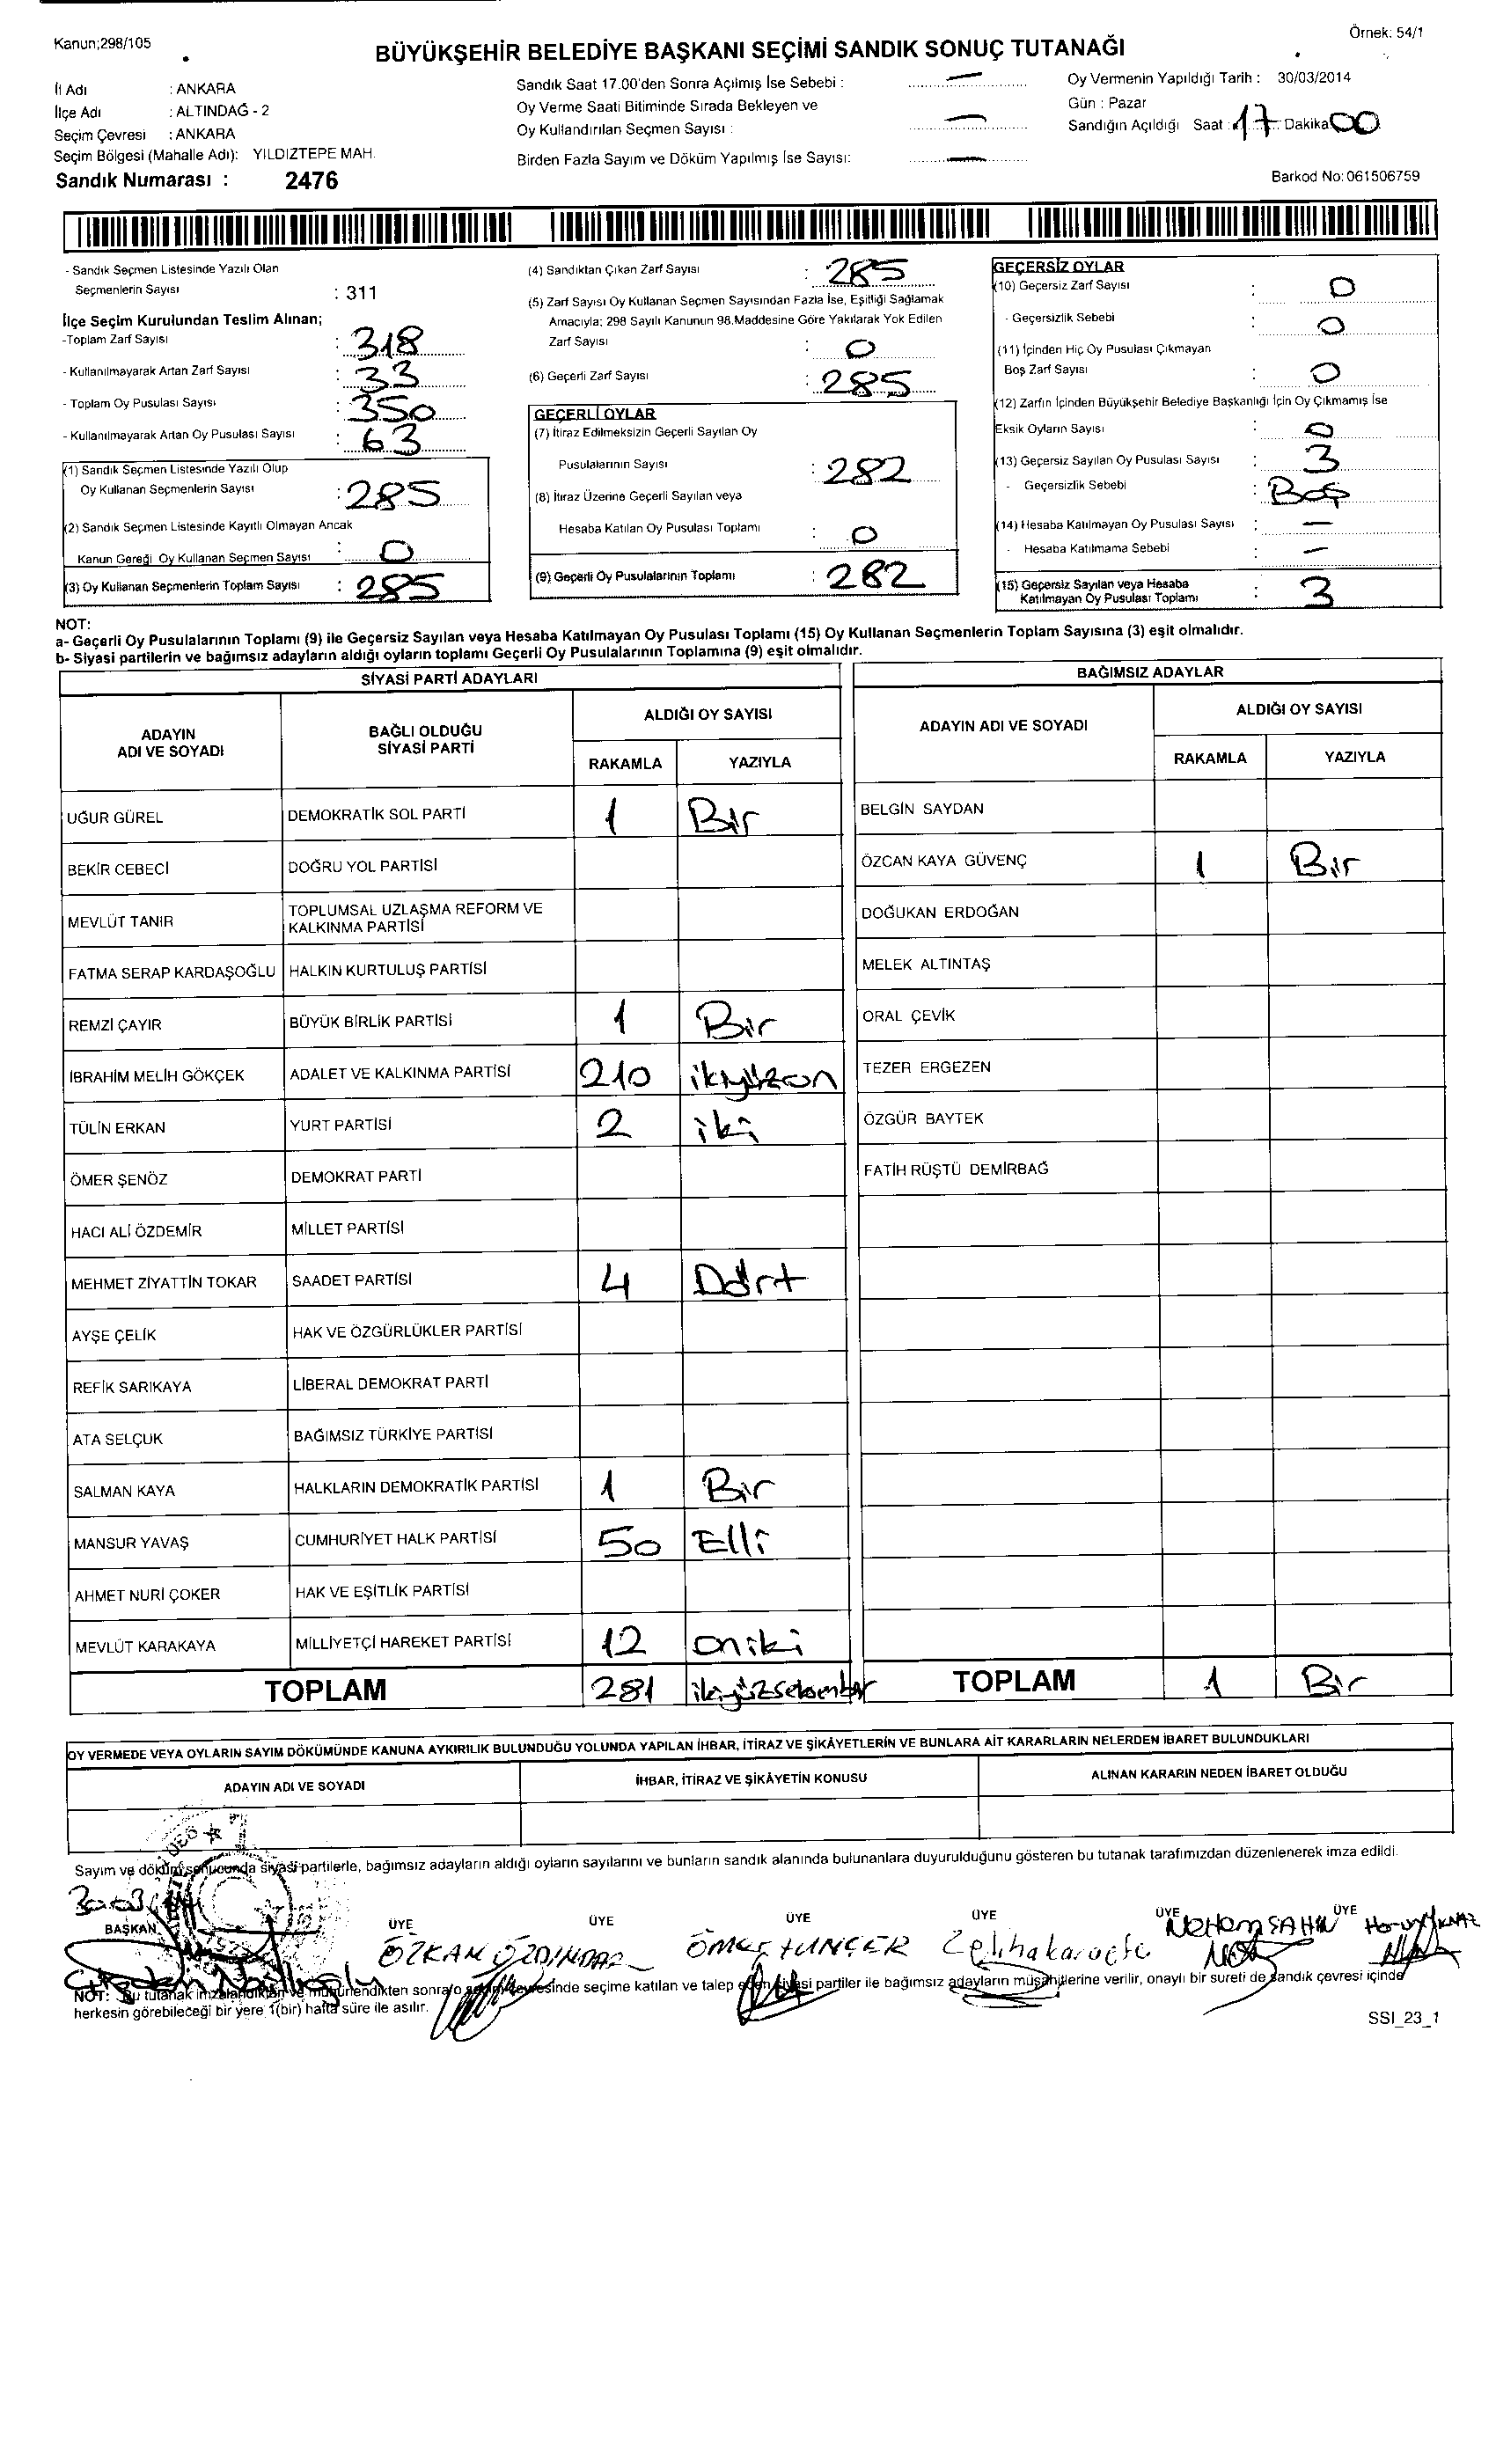 Kanun;298/105
Örnek: 54/1
BÜYÜKŞEHİR BELEDİYE BAŞKANI SEÇİMİ SANDIK SONUÇ TUTANAĞI
İl Adı : ANKARA
İlçe Adı : ALTINDAĞ - 2
Seçim Çevresi : ANKARA
Seçim Bölgesi (Mahalle Adı): YILDIZTEPE MAH.
Sandık Numarası : 2476
Sandık Saat 17.00'den Sonra Açılmış İse Sebebi : —
Oy Verme Saati Bitiminde Sırada Bekleyen ve
Oy Kullandırılan Seçmen Sayısı : —
Birden Fazla Sayım ve Döküm Yapılmış İse Sayısı: —
Oy Vermenin Yapıldığı Tarih : 30/03/2014
Gün : Pazar
Sandığın Açıldığı Saat : 17 Dakika 00
Barkod No: 061506759
- Sandık Seçmen Listesinde Yazılı Olan
Seçmenlerin Sayısı : 311
İlçe Seçim Kurulundan Teslim Alınan;
-Toplam Zarf Sayısı : 318
- Kullanılmayarak Artan Zarf Sayısı : 33
- Toplam Oy Pusulası Sayısı : 350
- Kullanılmayarak Artan Oy Pusulası Sayısı : 63
(1) Sandık Seçmen Listesinde Yazılı Olup
Oy Kullanan Seçmenlerin Sayısı : 285
(2) Sandık Seçmen Listesinde Kayıtlı Olmayan Ancak
Kanun Gereği Oy Kullanan Seçmen Sayısı : 0
(3) Oy Kullanan Seçmenlerin Toplam Sayısı : 285
(4) Sandıktan Çıkan Zarf Sayısı : 285
(5) Zarf Sayısı Oy Kullanan Seçmen Sayısından Fazla İse, Eşitliği Sağlamak
Amacıyla; 298 Sayılı Kanunun 98.Maddesine Göre Yakılarak Yok Edilen
Zarf Sayısı : 0
(6) Geçerli Zarf Sayısı : 285
GEÇERLİ OYLAR
(7) İtiraz Edilmeksizin Geçerli Sayılan Oy
Pusulalarının Sayısı : 282
(8) İtiraz Üzerine Geçerli Sayılan veya
Hesaba Katılan Oy Pusulası Toplamı : 0
(9) Geçerli Oy Pusulalarının Toplamı : 282
GEÇERSİZ OYLAR
(10) Geçersiz Zarf Sayısı : 0
- Geçersizlik Sebebi : 0
(11) İçinden Hiç Oy Pusulası Çıkmayan
Boş Zarf Sayısı : 0
(12) Zarfın İçinden Büyükşehir Belediye Başkanlığı İçin Oy Çıkmamış İse
Eksik Oyların Sayısı : 0
(13) Geçersiz Sayılan Oy Pusulası Sayısı : 3
- Geçersizlik Sebebi : Boş
(14) Hesaba Katılmayan Oy Pusulası Sayısı : —
- Hesaba Katılmama Sebebi : —
(15) Geçersiz Sayılan veya Hesaba
Katılmayan Oy Pusulası Toplamı : 3
NOT:
a- Geçerli Oy Pusulalarının Toplamı (9) ile Geçersiz Sayılan veya Hesaba Katılmayan Oy Pusulası Toplamı (15) Oy Kullanan Seçmenlerin Toplam Sayısına (3) eşit olmalıdır.
b- Siyasi partilerin ve bağımsız adayların aldığı oyların toplamı Geçerli Oy Pusulalarının Toplamına (9) eşit olmalıdır.
SİYASİ PARTİ ADAYLARI
ADAYIN ADI VE SOYADI
BAĞLI OLDUĞU SİYASİ PARTİ
ALDIĞI OY SAYISI
RAKAMLA YAZIYLA
UĞUR GÜREL DEMOKRATİK SOL PARTİ 1 Bir
BEKİR CEBECİ DOĞRU YOL PARTİSİ
MEVLÜT TANIR TOPLUMSAL UZLAŞMA REFORM VE
KALKINMA PARTİSİ
FATMA SERAP KARDAŞOĞLU HALKIN KURTULUŞ PARTİSİ
REMZİ ÇAYIR BÜYÜK BİRLİK PARTİSİ 1 Bir
İBRAHİM MELİH GÖKÇEK ADALET VE KALKINMA PARTİSİ 210 ikiyüzon
TÜLİN ERKAN YURT PARTİSİ 2 iki
ÖMER ŞENÖZ DEMOKRAT PARTİ
HACI ALİ ÖZDEMİR MİLLET PARTİSİ
MEHMET ZİYATTİN TOKAR SAADET PARTİSİ 4 Dört
AYŞE ÇELİK HAK VE ÖZGÜRLÜKLER PARTİSİ
REFİK SARIKAYA LİBERAL DEMOKRAT PARTİ
ATA SELÇUK BAĞIMSIZ TÜRKİYE PARTİSİ
SALMAN KAYA HALKLARIN DEMOKRATİK PARTİSİ 1 Bir
MANSUR YAVAŞ CUMHURİYET HALK PARTİSİ 50 Elli
AHMET NURİ ÇOKER HAK VE EŞİTLİK PARTİSİ
MEVLÜT KARAKAYA MİLLİYETÇİ HAREKET PARTİSİ 12 oniki
TOPLAM 281 ikiyüzseksenbir
BAĞIMSIZ ADAYLAR
ADAYIN ADI VE SOYADI
ALDIĞI OY SAYISI
RAKAMLA YAZIYLA
BELGİN SAYDAN
ÖZCAN KAYA GÜVENÇ 1 Bir
DOĞUKAN ERDOĞAN
MELEK ALTINTAŞ
ORAL ÇEVİK
TEZER ERGEZEN
ÖZGÜR BAYTEK
FATİH RÜŞTÜ DEMİRBAĞ
TOPLAM 1 Bir
OY VERMEDE VEYA OYLARIN SAYIM DÖKÜMÜNDE KANUNA AYKIRILIK BULUNDUĞU YOLUNDA YAPILAN İHBAR, İTİRAZ VE ŞİKÂYETLERİN VE BUNLARA AİT KARARLARIN NELERDEN İBARET BULUNDUKLARI
ADAYIN ADI VE SOYADI İHBAR, İTİRAZ VE ŞİKÂYETİN KONUSU ALINAN KARARIN NEDEN İBARET OLDUĞU
Sayım ve döküm sonucunda siyasi partilerle, bağımsız adayların aldığı oyların sayılarını ve bunların sandık alanında bulunanlara duyurulduğunu gösteren bu tutanak tarafımızdan düzenlenerek imza edildi.
BAŞKAN ÜYE ÜYE ÜYE ÜYE ÜYE ÜYE
ÖZKAN ÖZDINDAR ÖMER TUNÇER Zeliha Meltem ŞAHİN
NOT: Bu tutanak imzalandıktan ve mühürlendikten sonra seçim çevresinde seçime katılan ve talep eden siyasi partiler ile bağımsız adayların müşahitlerine verilir, onaylı bir sureti de sandık çevresi içinde
herkesin görebileceği bir yere 1(bir) hafta süre ile asılır.
SSI_23_1